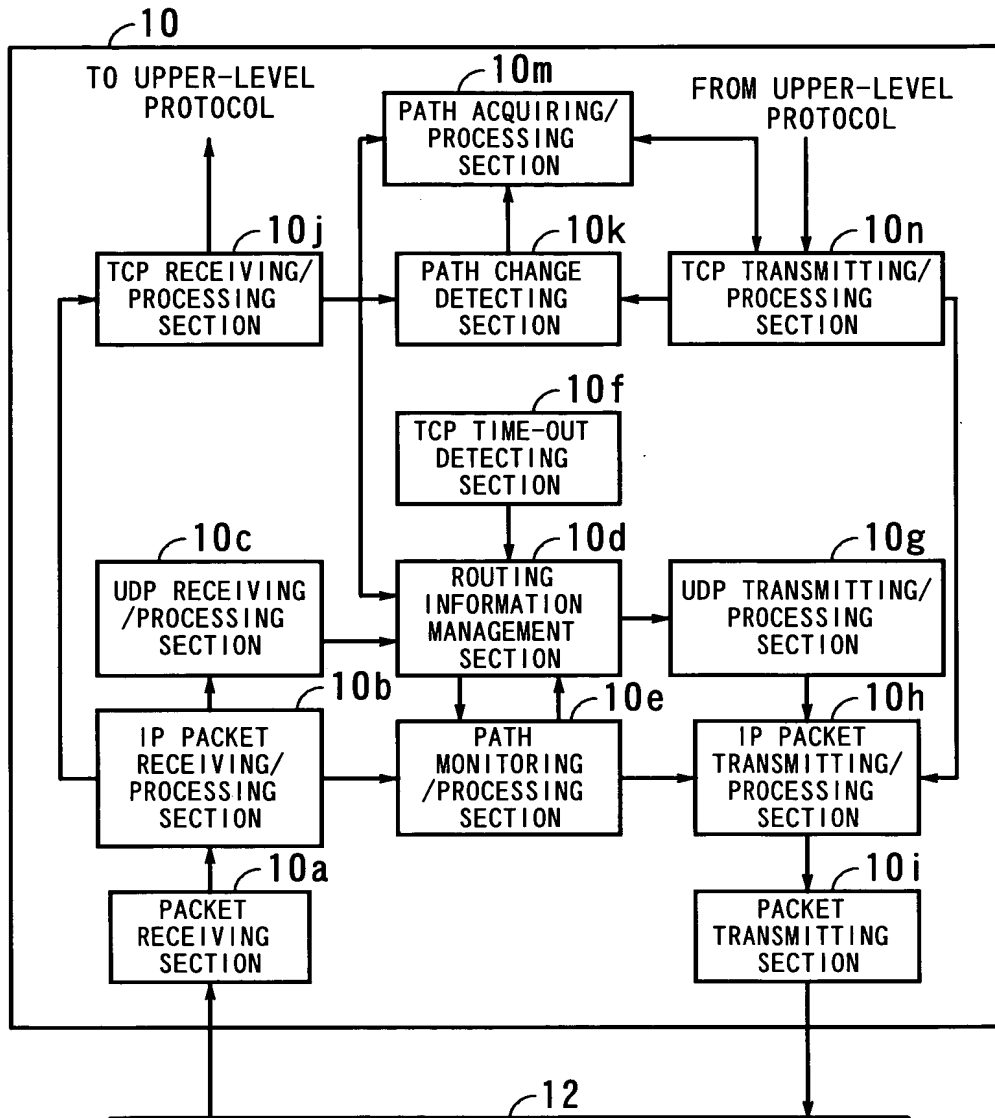 10
TO UPPER-LEVEL
PROTOCOL
10m
PATH ACQUIRING/
PROCESSING
SECTION
FROM UPPER-LEVEL
PROTOCOL
10j
TCP RECEIVING/
PROCESSING
SECTION
10k
PATH CHANGE
DETECTING
SECTION
10n
TCP TRANSMITTING/
PROCESSING
SECTION
10f
TCP TIME-OUT
DETECTING
SECTION
10c
UDP RECEIVING
/PROCESSING
SECTION
10d
ROUTING
INFORMATION
MANAGEMENT
SECTION
10g
UDP TRANSMITTING/
PROCESSING
SECTION
10b
IP PACKET
RECEIVING/
PROCESSING
SECTION
10e
PATH
MONITORING
/PROCESSING
SECTION
10h
IP PACKET
TRANSMITTING/
PROCESSING
SECTION
10a
PACKET
RECEIVING
SECTION
10i
PACKET
TRANSMITTING
SECTION
12